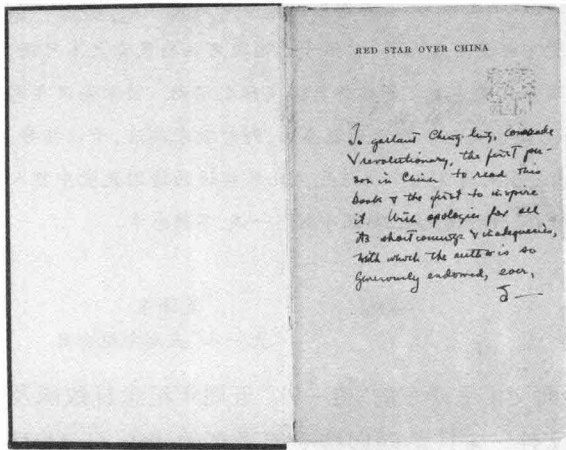 RED STAR OVER CHINA
To gallant Ching-ling, comrade
& revolutionary, the first per-
son in China to read this
book & the first to inspire
it. With apologies for all
its shortcomings & inadequacies,
with which the author is so
generously endowed, ever,